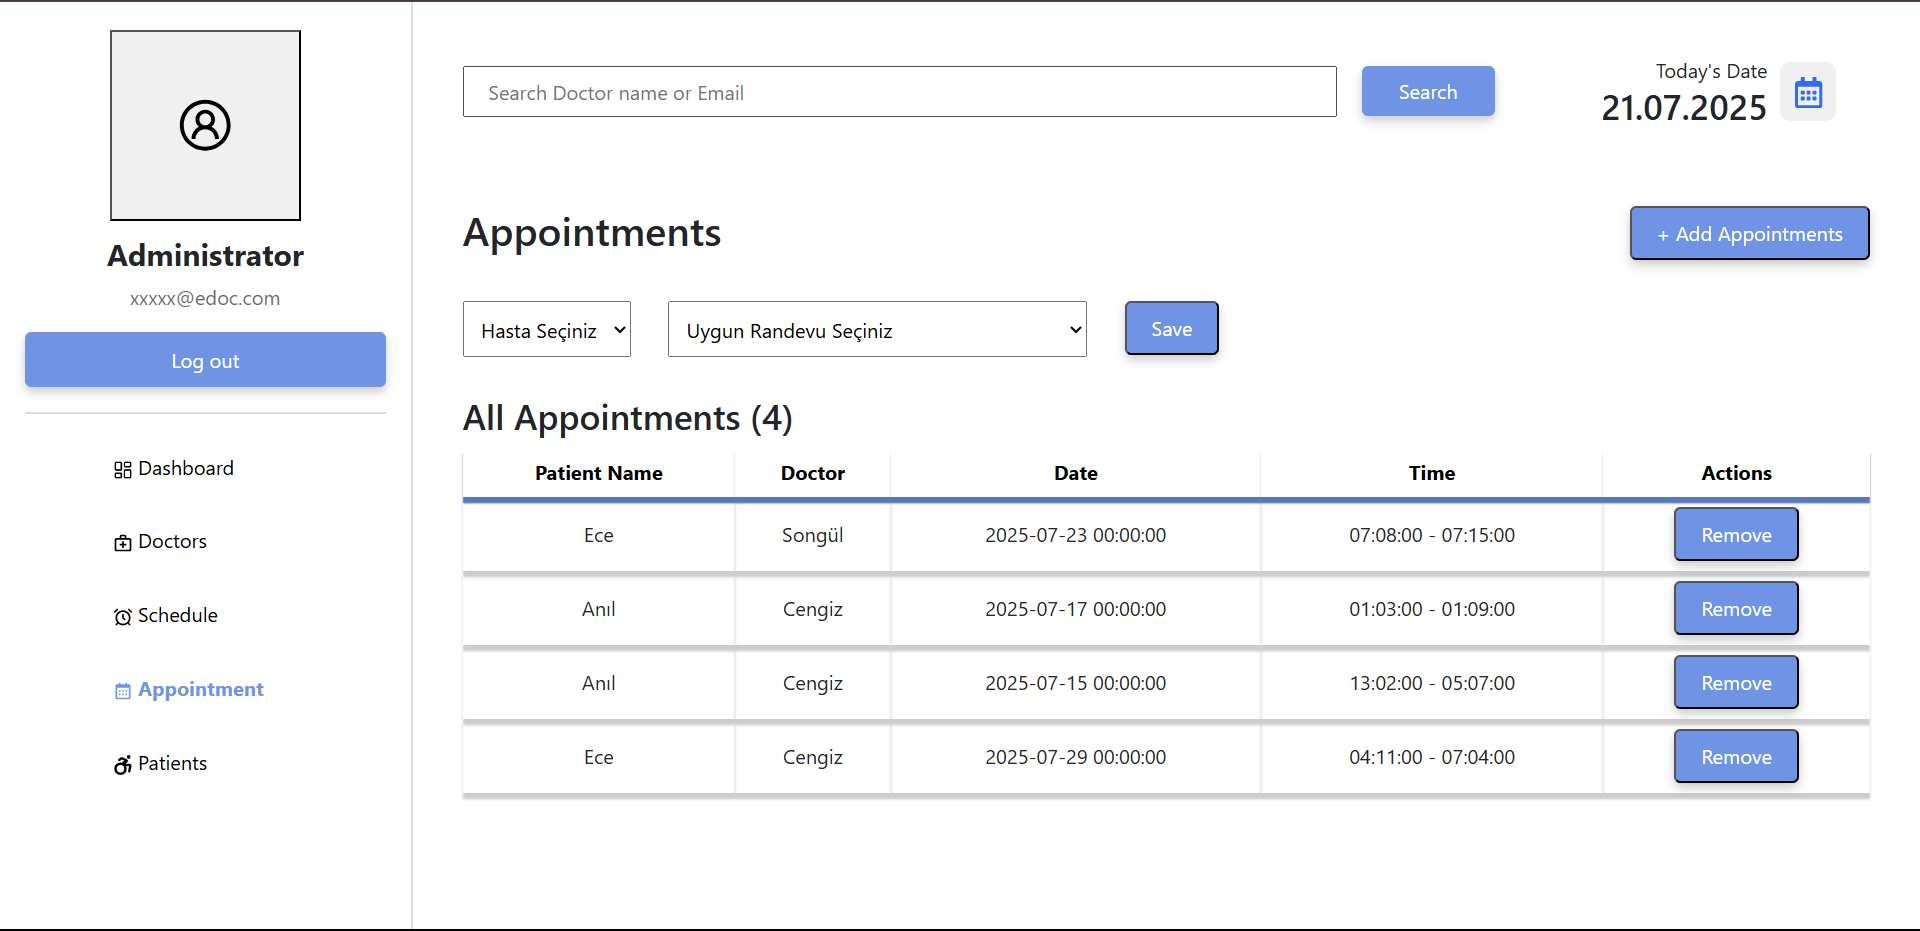 Administrator
xxxxx@edoc.com
Log out
Dashboard
Doctors
Schedule
Appointment
Patients
Search Doctor name or Email
Search
Today's Date
21.07.2025
Appointments
+ Add Appointments
Hasta Seçiniz
Uygun Randevu Seçiniz
Save
All Appointments (4)
Patient Name Doctor Date Time Actions
Ece Songül 2025-07-23 00:00:00 07:08:00 - 07:15:00 Remove
Anıl Cengiz 2025-07-17 00:00:00 01:03:00 - 01:09:00 Remove
Anıl Cengiz 2025-07-15 00:00:00 13:02:00 - 05:07:00 Remove
Ece Cengiz 2025-07-29 00:00:00 04:11:00 - 07:04:00 Remove